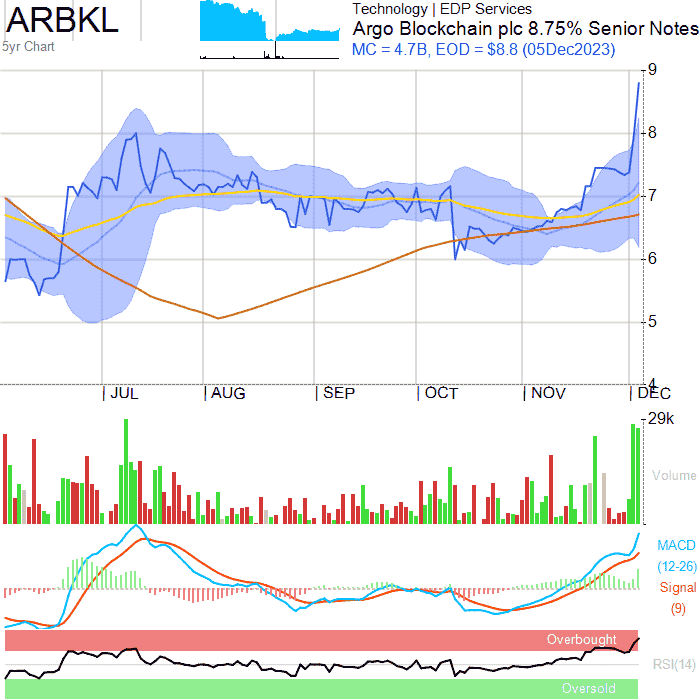 ARBKL
5yr Chart
Technology | EDP Services
Argo Blockchain plc 8.75% Senior Notes
MC = 4.7B, EOD = $8.8 (05Dec2023)
9
8
7
6
5
4
JUL AUG SEP OCT NOV DEC
29k
Volume
MACD
(12-26)
Signal
(9)
Overbought
RSI(14)
Oversold